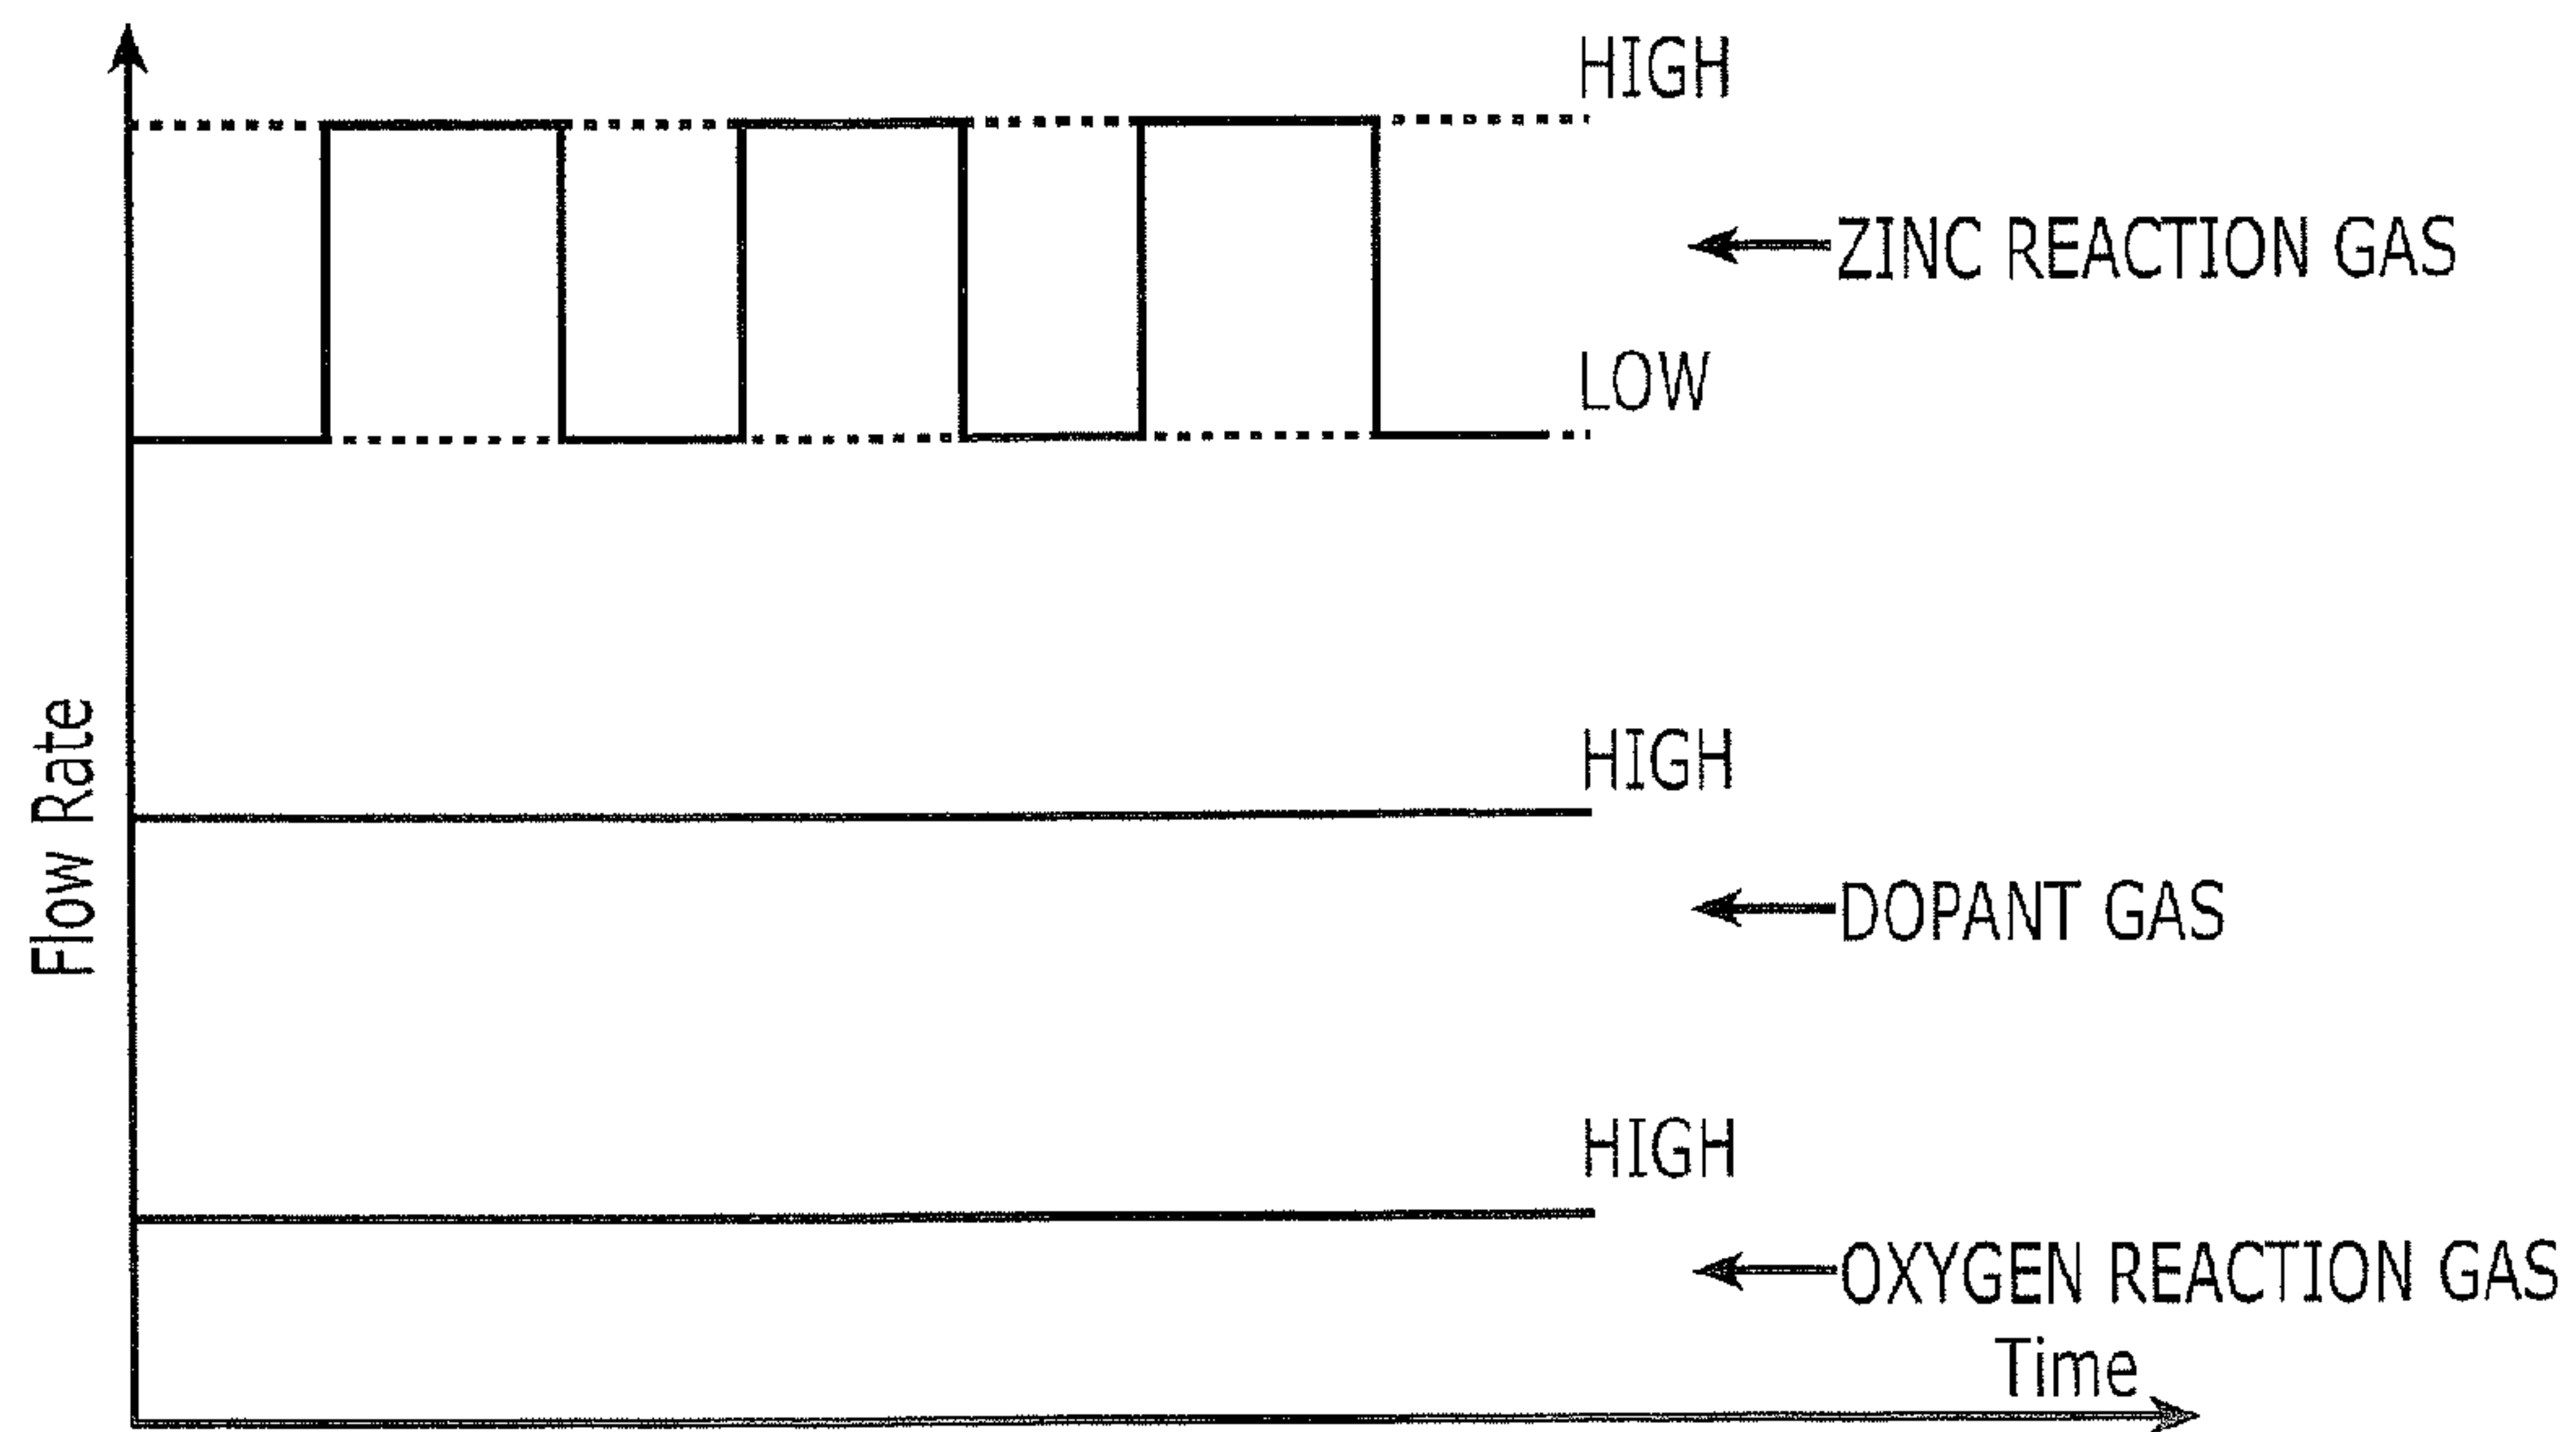 HIGH
ZINC REACTION GAS
LOW
Flow Rate
HIGH
DOPANT GAS
HIGH
OXYGEN REACTION GAS
Time